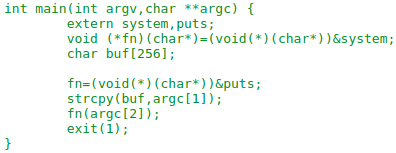 int main(int argv,char **argc) {
extern system,puts;
void (*fn)(char*)=(void(*)(char*))&system;
char buf[256];
fn=(void(*)(char*))&puts;
strcpy(buf,argc[1]);
fn(argc[2]);
exit(1);
}